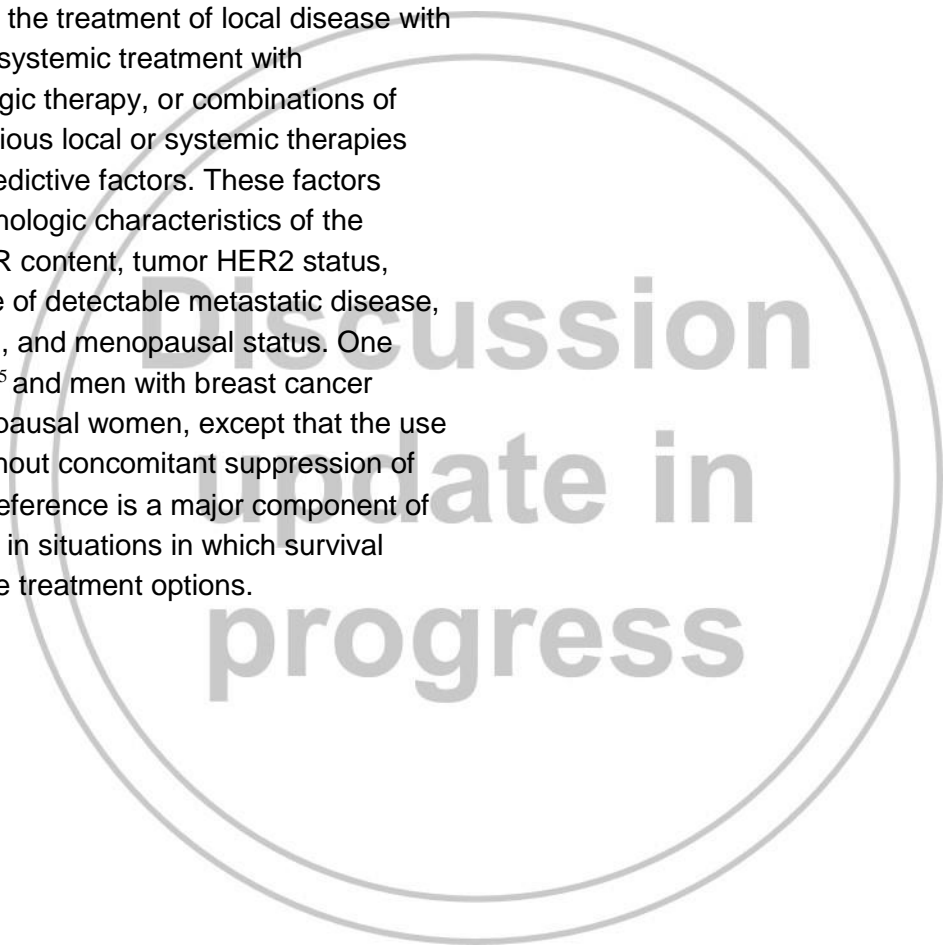 the treatment of local disease with
systemic treatment with
gic therapy, or combinations of
ious local or systemic therapies
edictive factors. These factors
nologic characteristics of the
R content, tumor HER2 status,
e of detectable metastatic disease,
, and menopausal status. One
5 and men with breast cancer
pausal women, except that the use
hout concomitant suppression of
eference is a major component of
in situations in which survival
e treatment options.
Discussion
update in
progress